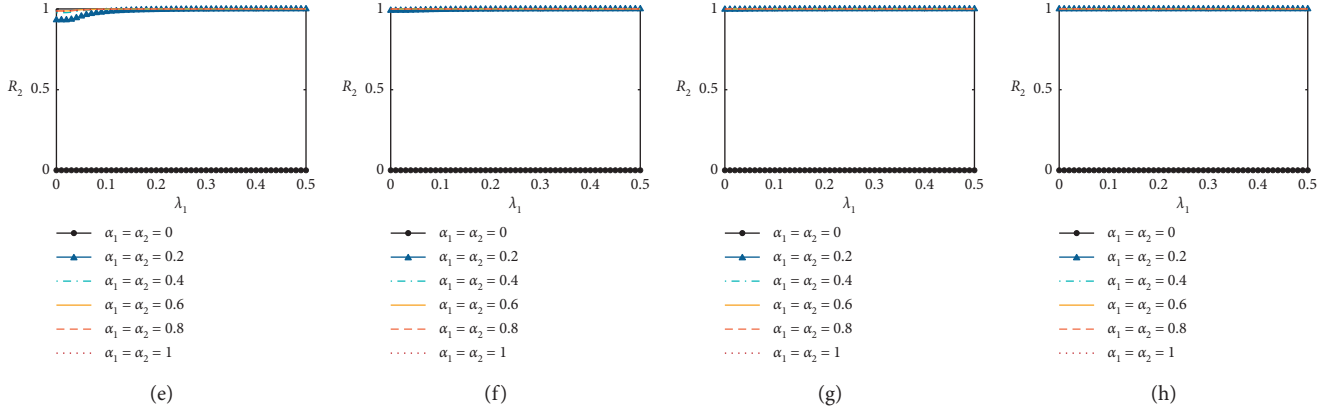 1
0.5
R₂
0
0 0.1 0.2 0.3 0.4 0.5
λ₁
α₁ = α₂ = 0
α₁ = α₂ = 0.2
α₁ = α₂ = 0.4
α₁ = α₂ = 0.6
α₁ = α₂ = 0.8
α₁ = α₂ = 1
(e)
1
0.5
R₂
0
0 0.1 0.2 0.3 0.4 0.5
λ₁
α₁ = α₂ = 0
α₁ = α₂ = 0.2
α₁ = α₂ = 0.4
α₁ = α₂ = 0.6
α₁ = α₂ = 0.8
α₁ = α₂ = 1
(f)
1
0.5
R₂
0
0 0.1 0.2 0.3 0.4 0.5
λ₁
α₁ = α₂ = 0
α₁ = α₂ = 0.2
α₁ = α₂ = 0.4
α₁ = α₂ = 0.6
α₁ = α₂ = 0.8
α₁ = α₂ = 1
(g)
1
0.5
R₂
0
0 0.1 0.2 0.3 0.4 0.5
λ₁
α₁ = α₂ = 0
α₁ = α₂ = 0.2
α₁ = α₂ = 0.4
α₁ = α₂ = 0.6
α₁ = α₂ = 0.8
α₁ = α₂ = 1
(h)